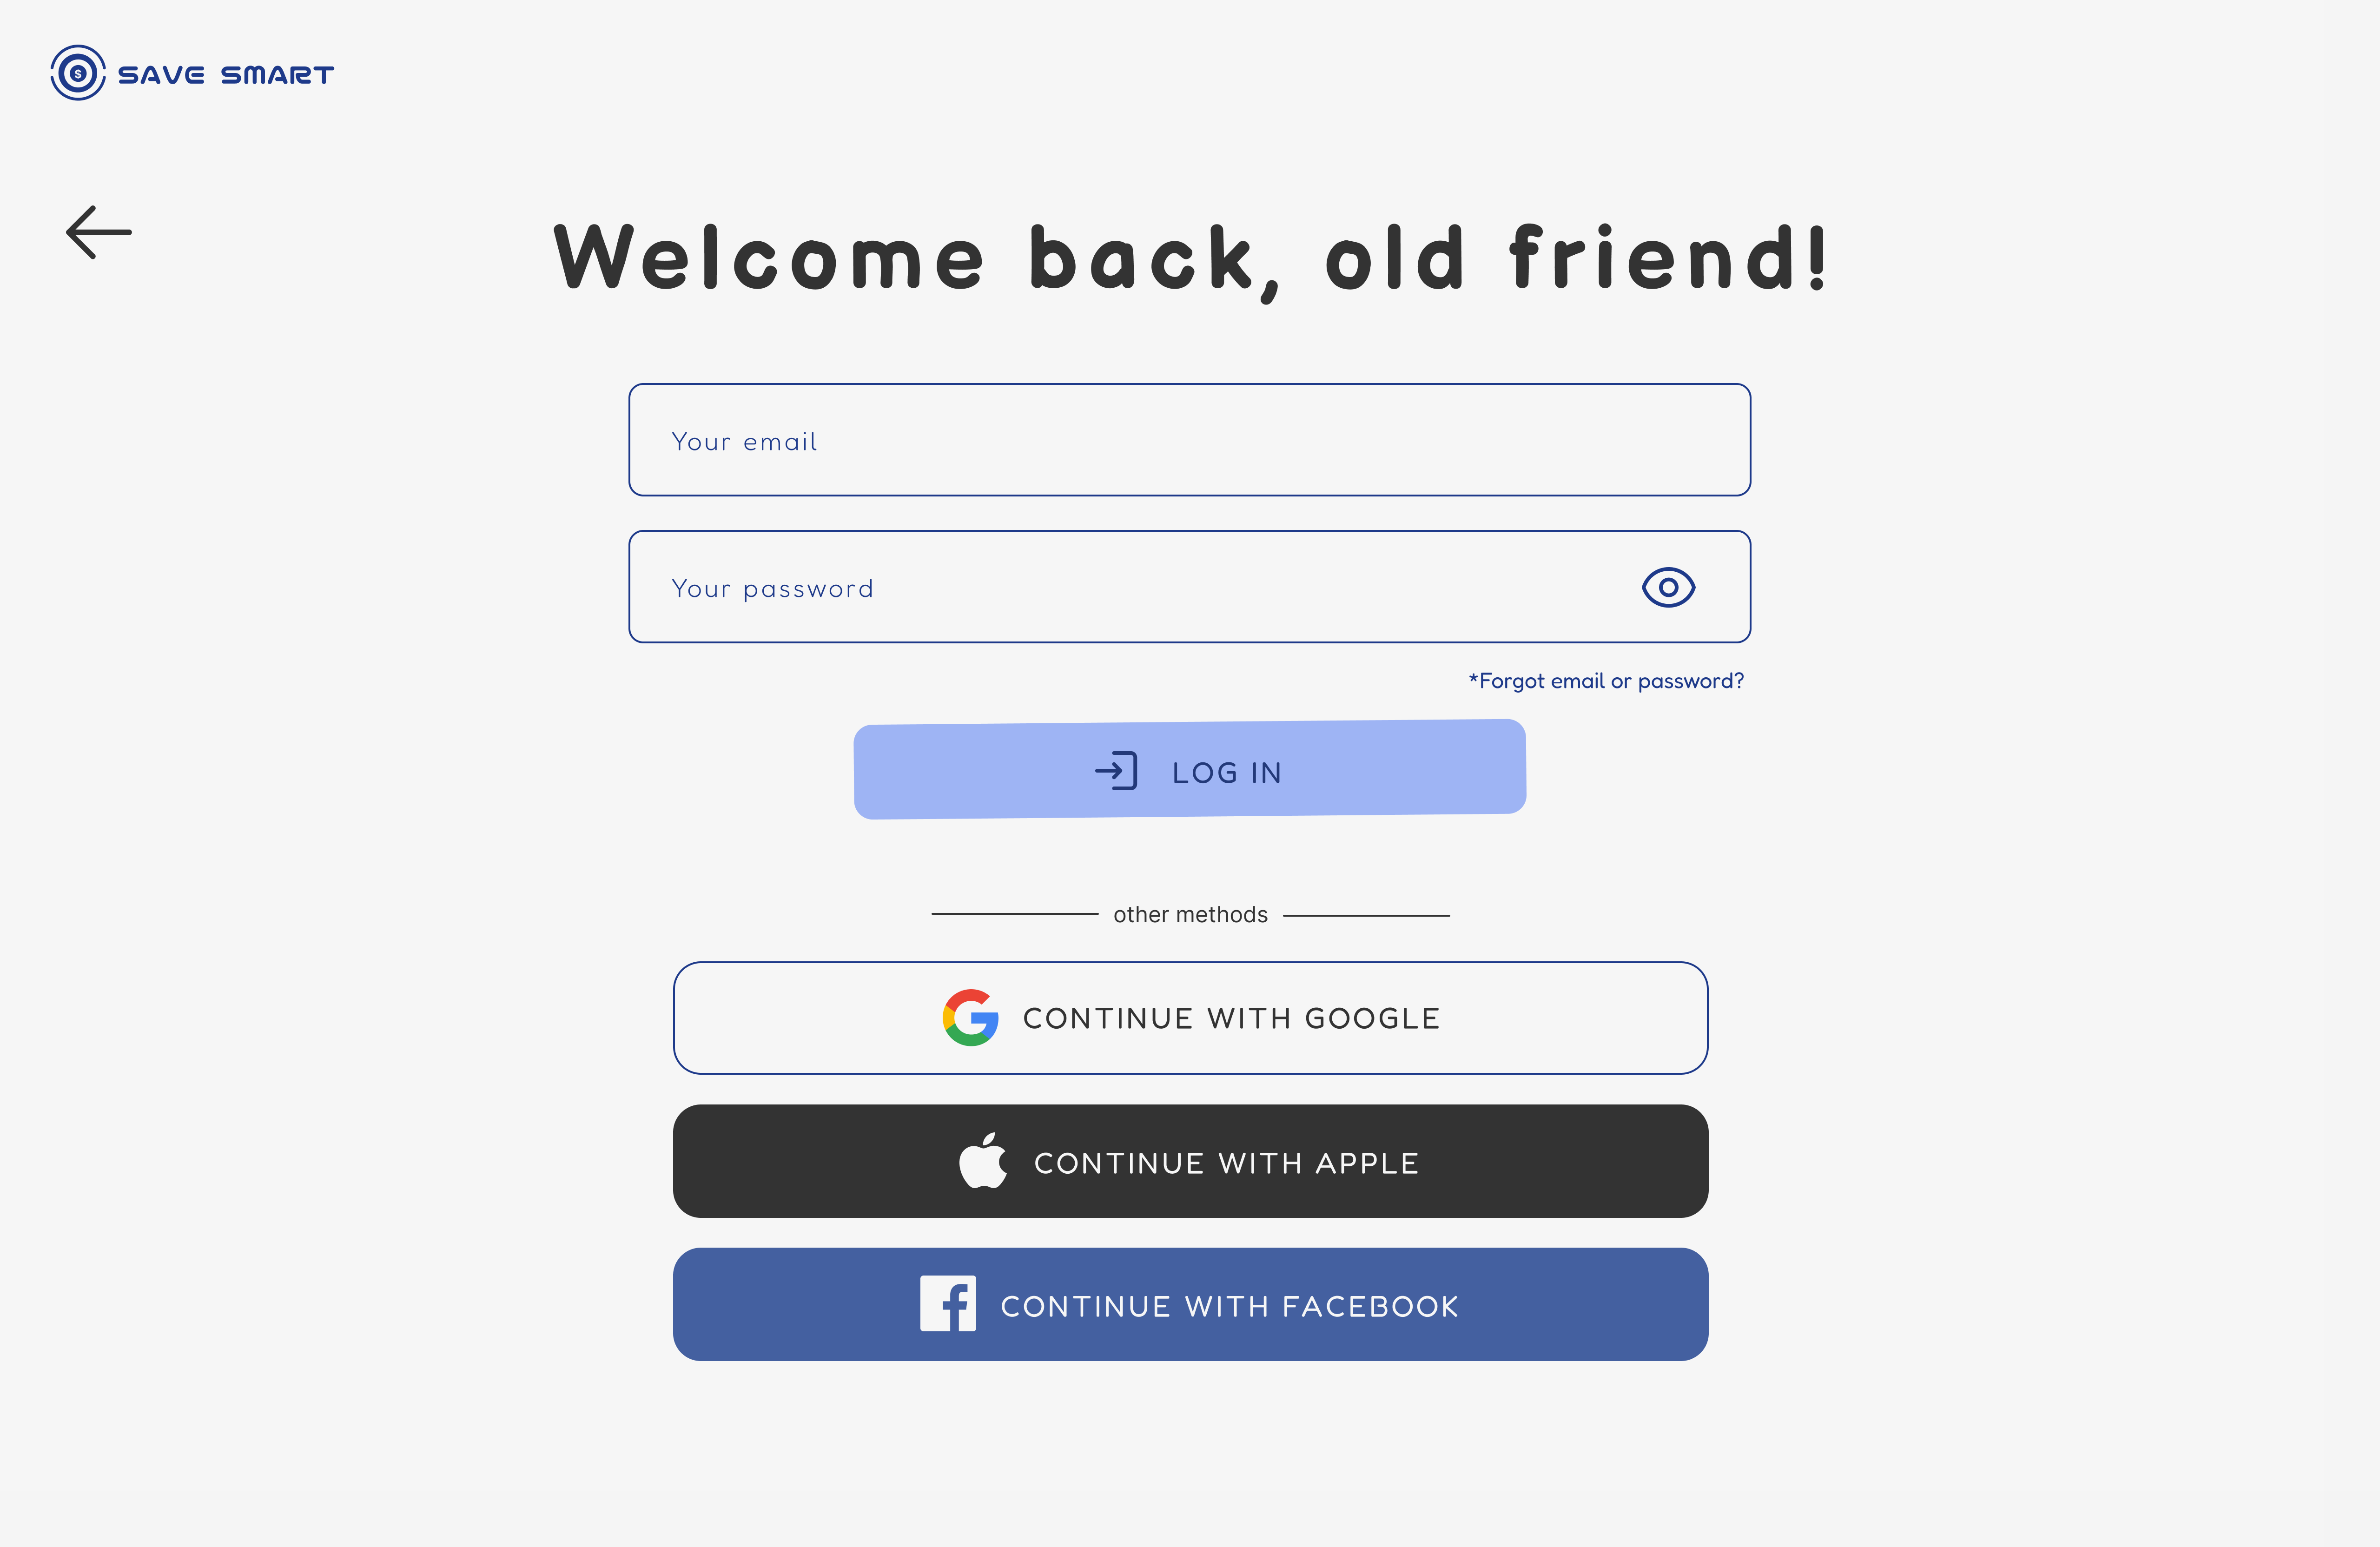 $
SAVE SMART
Welcome back, old friend!
Your email
Your password
*Forgot email or password?
LOG IN
other methods
CONTINUE WITH GOOGLE
CONTINUE WITH APPLE
CONTINUE WITH FACEBOOK